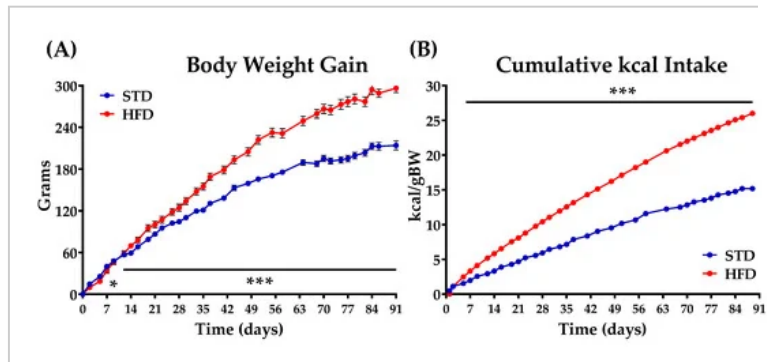 (A)
Body Weight Gain
Grams
300
240
180
120
60
0
STD
HFD
*
***
0 7 14 21 28 35 42 49 56 63 70 77 84 91
Time (days)
(B)
Cumulative kcal Intake
kcal/gBW
30
25
20
15
10
5
0
***
STD
HFD
0 7 14 21 28 35 42 49 56 63 70 77 84 91
Time (days)